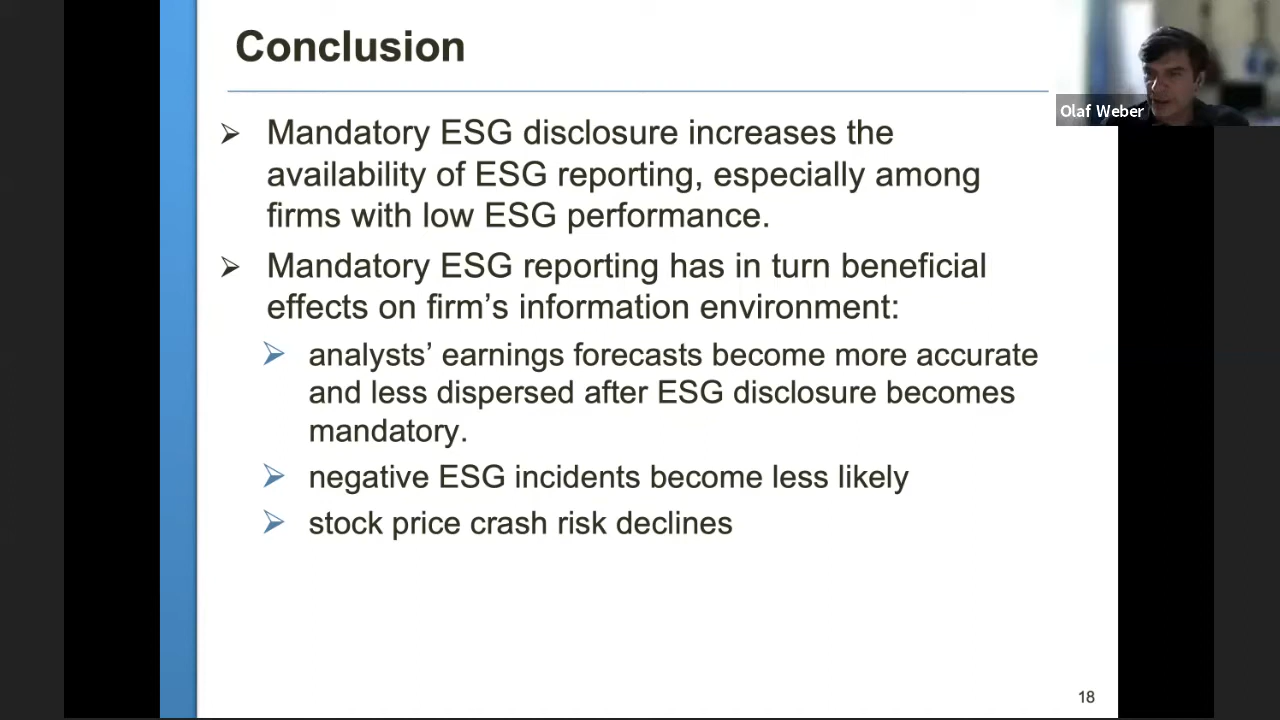 Conclusion
Olaf Weber
➢ Mandatory ESG disclosure increases the
availability of ESG reporting, especially among
firms with low ESG performance.
➢ Mandatory ESG reporting has in turn beneficial
effects on firm’s information environment:
➢ analysts’ earnings forecasts become more accurate
and less dispersed after ESG disclosure becomes
mandatory.
➢ negative ESG incidents become less likely
➢ stock price crash risk declines
18